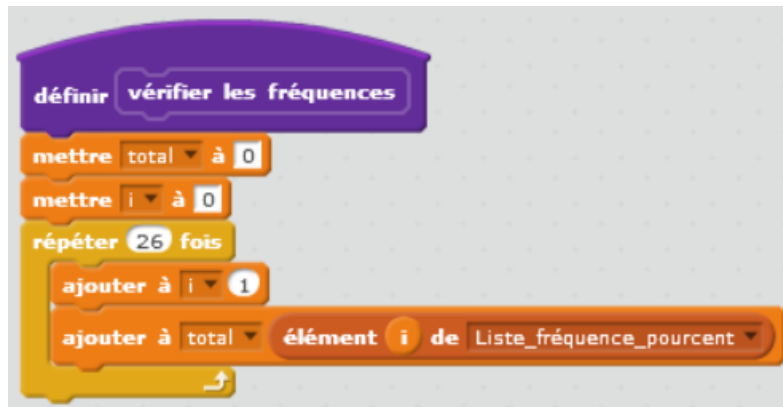 définir vérifier les fréquences
mettre total à 0
mettre i à 0
répéter 26 fois
ajouter à i 1
ajouter à total élément i de Liste_fréquence_pourcent